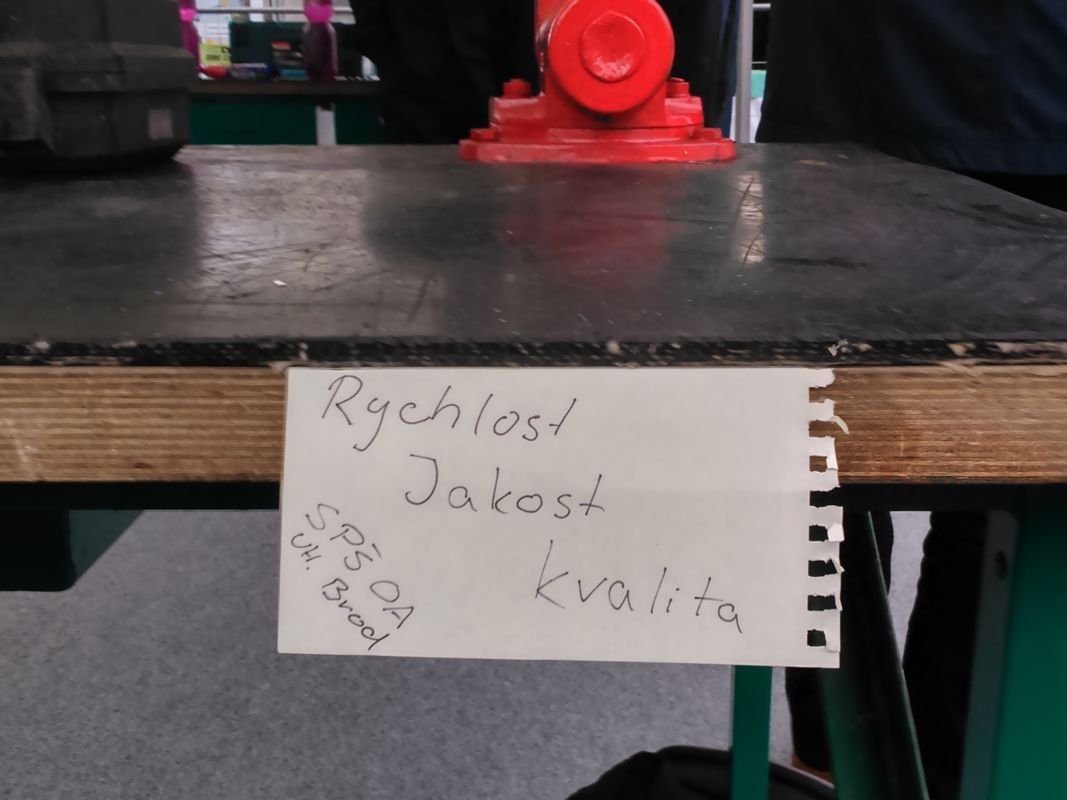 Rychlost
Jakost
kvalita
SPŠ OA
UH. Brod